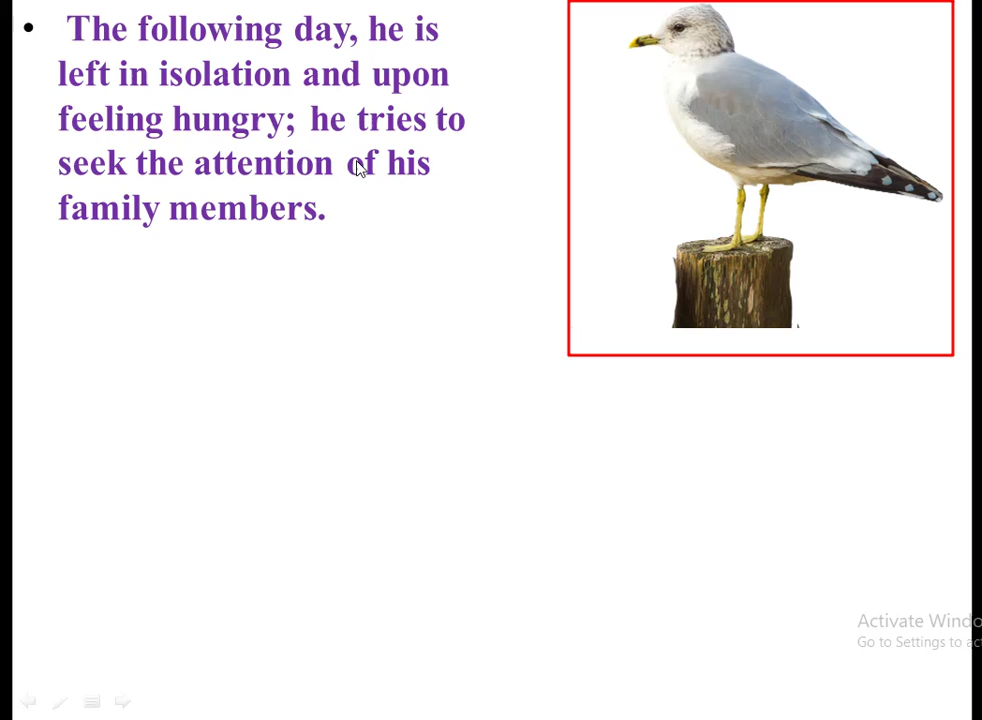 • The following day, he is
left in isolation and upon
feeling hungry; he tries to
seek the attention of his
family members.
Activate Windo
Go to Settings to ac